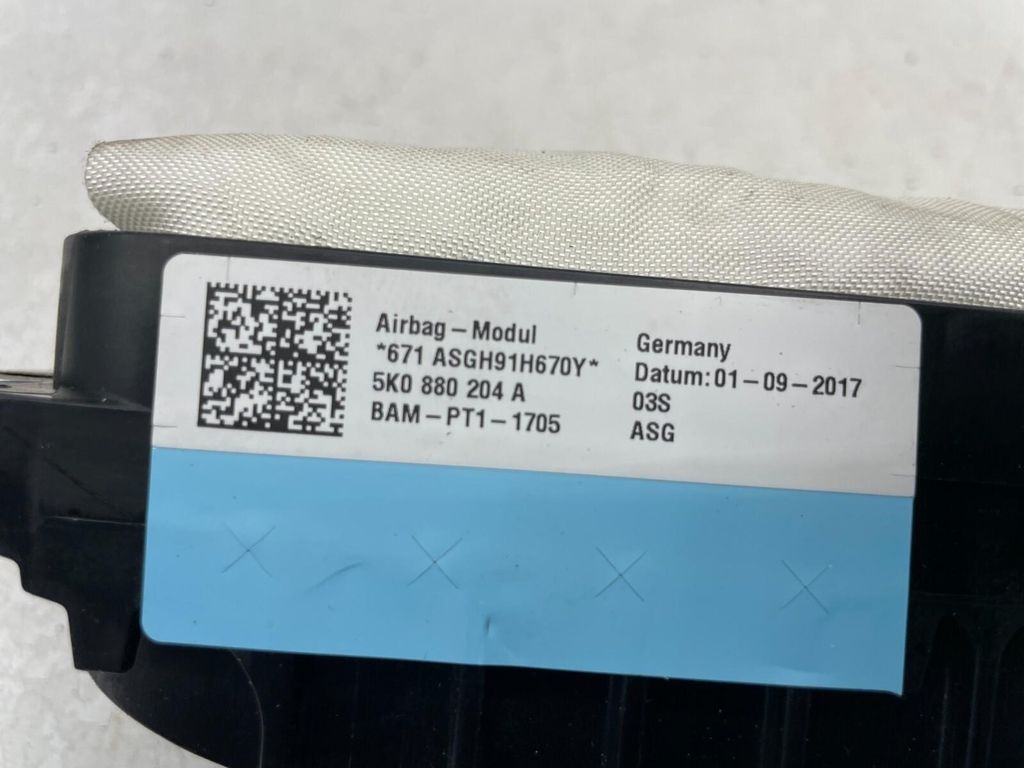 Airbag-Modul
*671 ASGH91H670Y*
5K0 880 204 A
BAM-PT1-1705
Germany
Datum:01-09-2017
03S
ASG